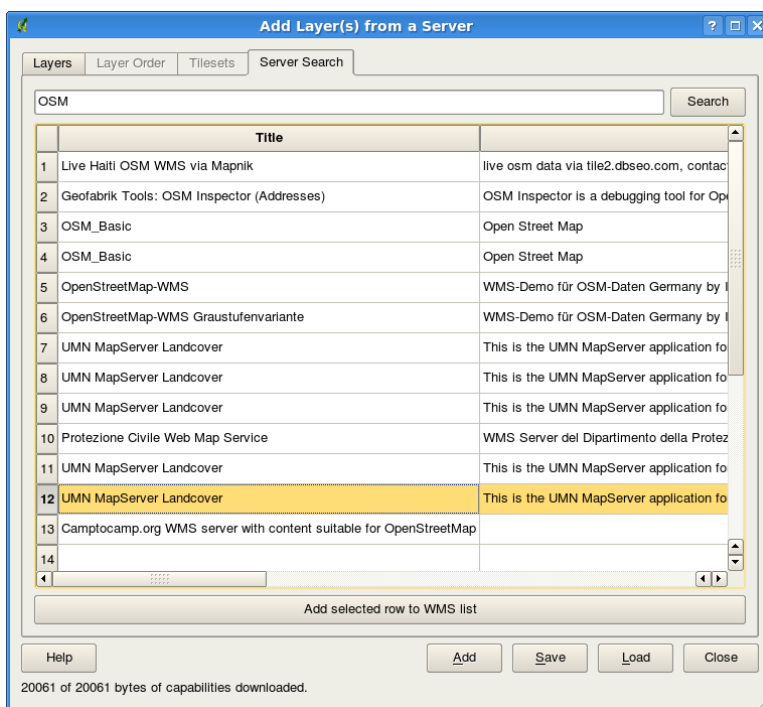 Add Layer(s) from a Server
Layers Layer Order Tilesets Server Search
OSM Search
Title
1 Live Haiti OSM WMS via Mapnik live osm data via tile2.dbseo.com, contac
2 Geofabrik Tools: OSM Inspector (Addresses) OSM Inspector is a debugging tool for Ope
3 OSM_Basic Open Street Map
4 OSM_Basic Open Street Map
5 OpenStreetMap-WMS WMS-Demo für OSM-Daten Germany by I
6 OpenStreetMap-WMS Graustufenvariante WMS-Demo für OSM-Daten Germany by I
7 UMN MapServer Landcover This is the UMN MapServer application fo
8 UMN MapServer Landcover This is the UMN MapServer application fo
9 UMN MapServer Landcover This is the UMN MapServer application fo
10 Protezione Civile Web Map Service WMS Server del Dipartimento della Protez
11 UMN MapServer Landcover This is the UMN MapServer application fo
12 UMN MapServer Landcover This is the UMN MapServer application fo
13 Camptocamp.org WMS server with content suitable for OpenStreetMap
14
Add selected row to WMS list
Help Add Save Load Close
20061 of 20061 bytes of capabilities downloaded.